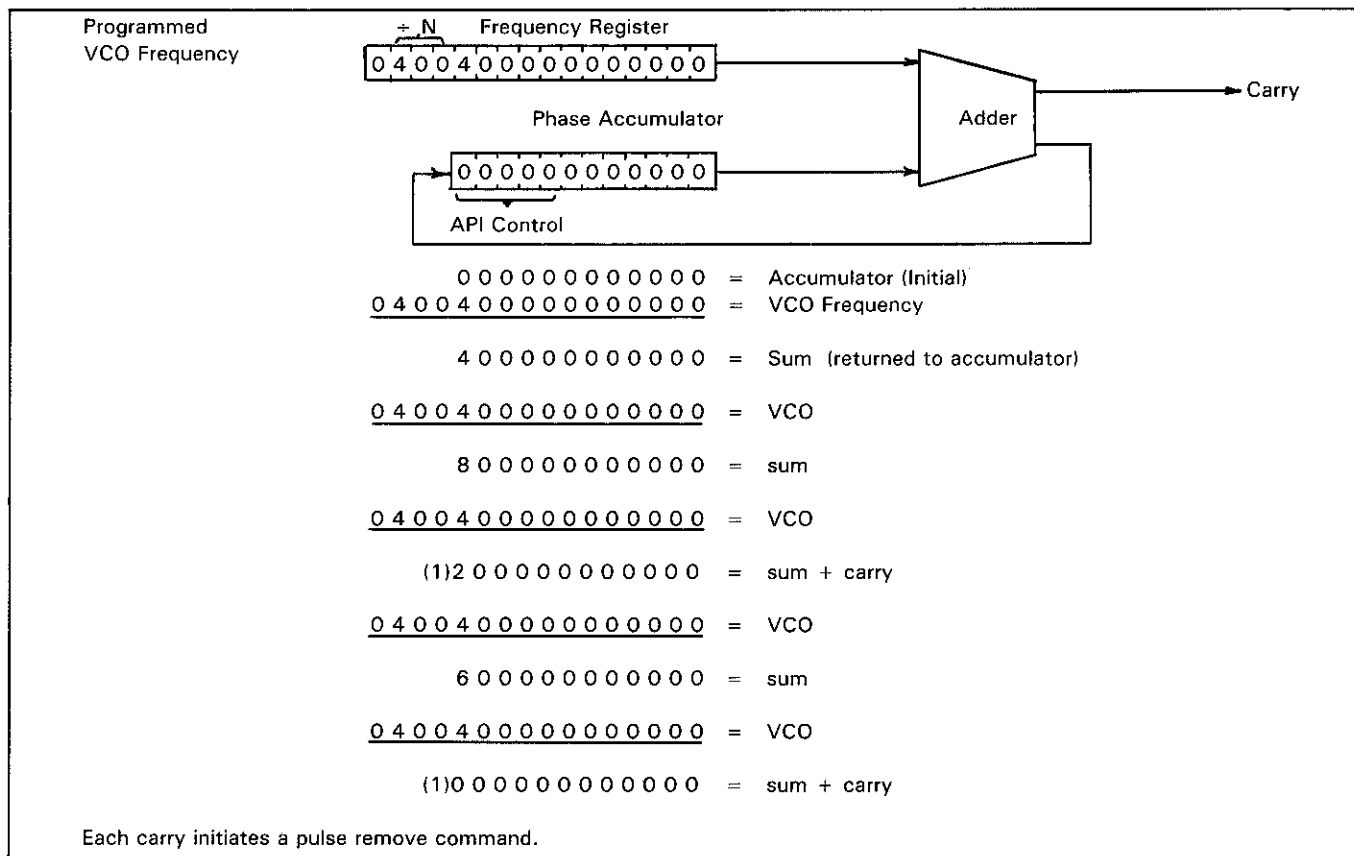 Programmed ÷ N Frequency Register
VCO Frequency
0 4 0 0 4 0 0 0 0 0 0 0 0 0 0 0
Carry
Phase Accumulator Adder
0 0 0 0 0 0 0 0 0 0 0 0
API Control
0 0 0 0 0 0 0 0 0 0 0 0 = Accumulator (Initial)
0 4 0 0 4 0 0 0 0 0 0 0 0 0 0 0 = VCO Frequency
4 0 0 0 0 0 0 0 0 0 0 0 = Sum (returned to accumulator)
0 4 0 0 4 0 0 0 0 0 0 0 0 0 0 0 = VCO
8 0 0 0 0 0 0 0 0 0 0 0 = sum
0 4 0 0 4 0 0 0 0 0 0 0 0 0 0 0 = VCO
(1)2 0 0 0 0 0 0 0 0 0 0 0 = sum + carry
0 4 0 0 4 0 0 0 0 0 0 0 0 0 0 0 = VCO
6 0 0 0 0 0 0 0 0 0 0 0 = sum
0 4 0 0 4 0 0 0 0 0 0 0 0 0 0 0 = VCO
(1)0 0 0 0 0 0 0 0 0 0 0 0 = sum + carry
Each carry initiates a pulse remove command.